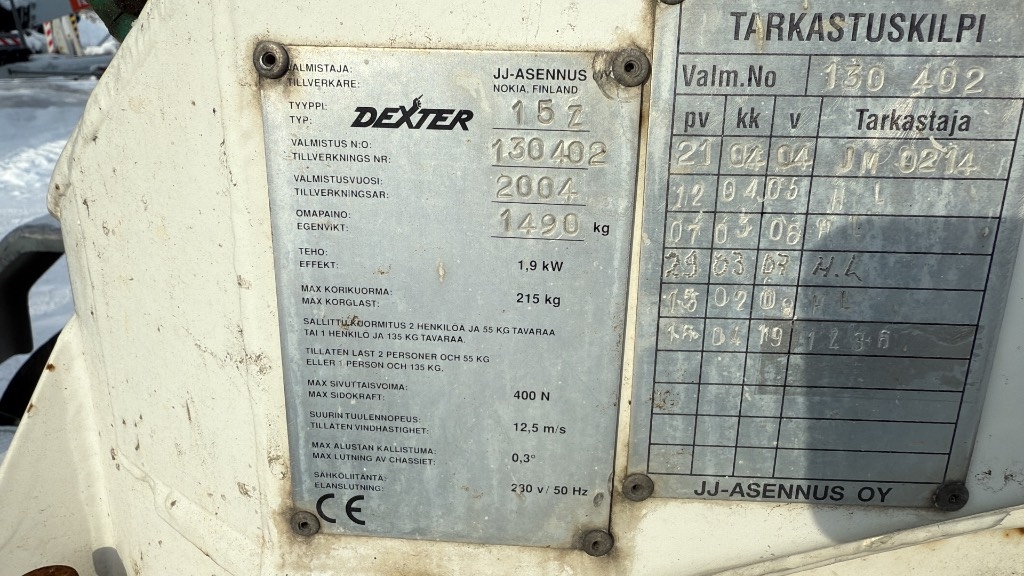 VALMISTAJA:
TILLVERKARE:
JJ-ASENNUS
NOKIA, FINLAND
TYYPPI:
TYP:
DEXTER
15Z
VALMISTUS N:O:
TILLVERKNINGS NR:
130402
VALMISTUSVUOSI:
TILLVERKNINGSAR:
2004
OMAPAINO:
EGENVIKT:
1490 kg
TEHO:
EFFEKT:
1,9 kW
MAX KORIKUORMA:
MAX KORGLAST:
215 kg
SALLITTU KUORMITUS 2 HENKILÖÄ JA 55 KG TAVARAA
TAI 1 HENKILÖ JA 135 KG TAVARAA.
TILLÅTEN LAST 2 PERSONER OCH 55 KG
ELLER 1 PERSON OCH 135 KG.
MAX SIVUTTAISVOIMA:
MAX SIDOKRAFT:
400 N
SUURIN TUULENNOPEUS:
TILLÅTEN VINDHASTIGHET:
12,5 m/s
MAX ALUSTAN KALLISTUMA:
MAX LUTNING AV CHASSIET:
0,3°
SÄHKÖLIITÄNTÄ:
ELANSLUTNING:
230 v / 50 Hz
CE
TARKASTUSKILPI
Valm.No 130 402
pv kk v Tarkastaja
21 04 04 JM 0214
12 04 05
07 03 06
29 03 07 H.L
15 02
16 04 19
JJ-ASENNUS OY